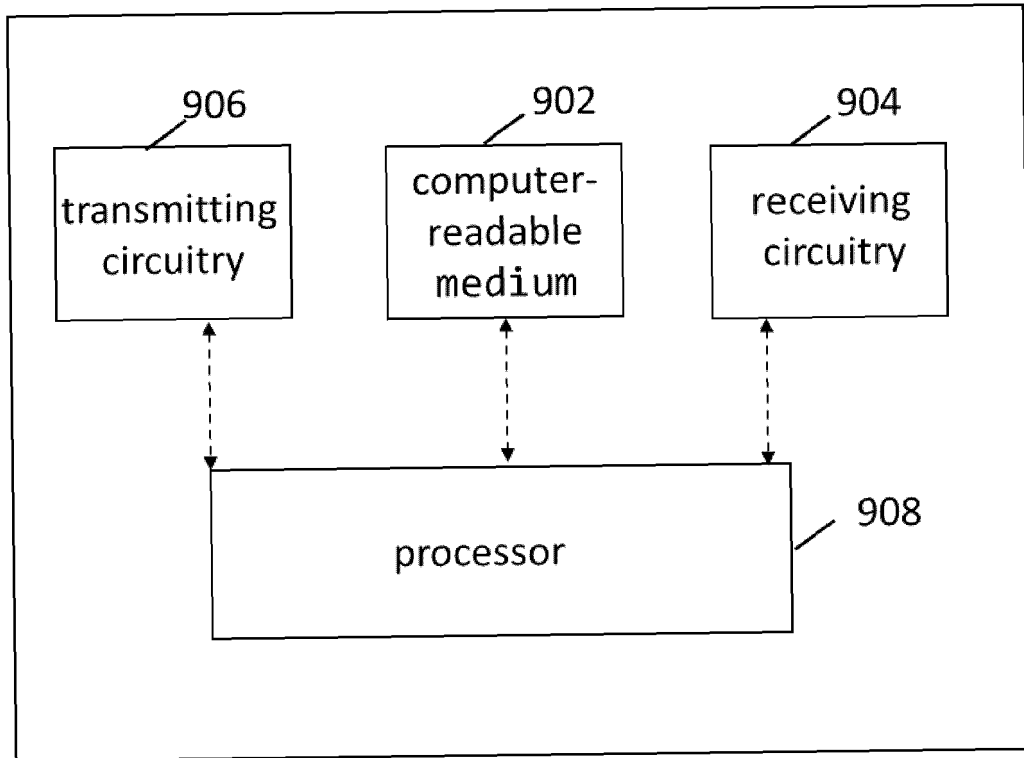 906
902
904
transmitting
circuitry
computer-
readable
medium
receiving
circuitry
processor
908